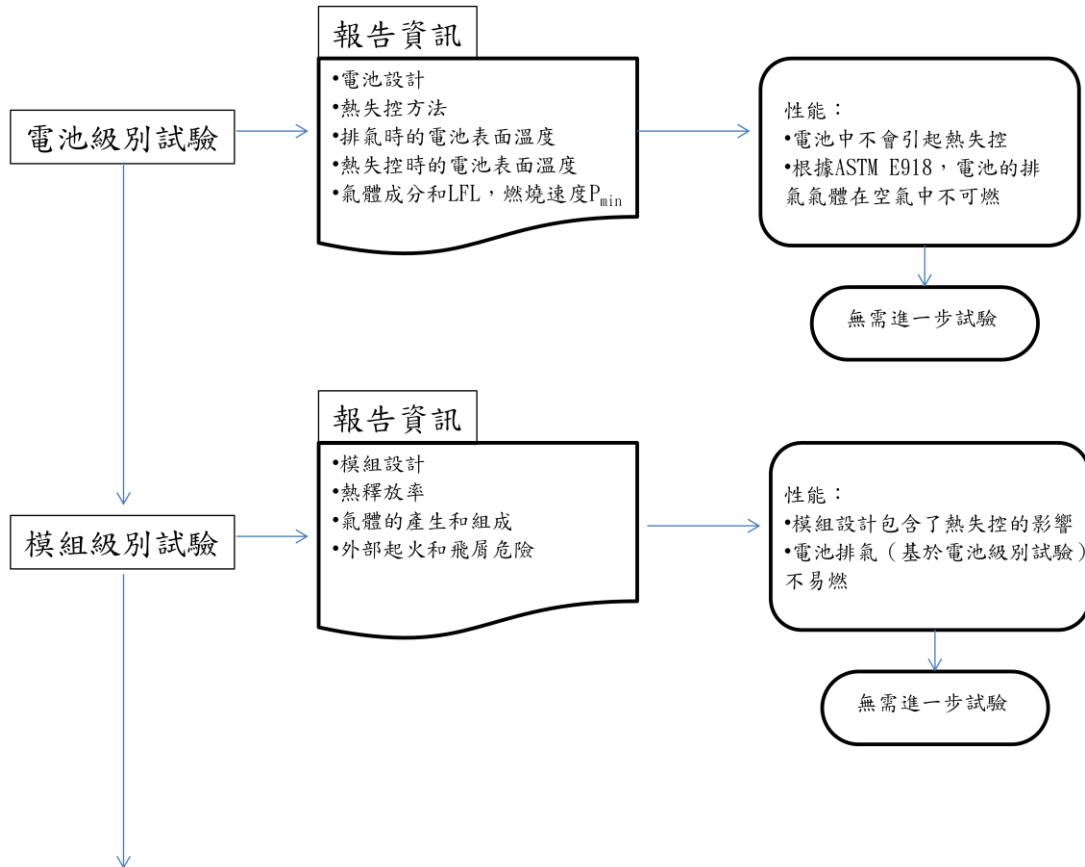 報告資訊
電池級別試驗
•電池設計
•熱失控方法
•排氣時的電池表面溫度
•熱失控時的電池表面溫度
•氣體成分和LFL，燃燒速度Pmin
性能：
•電池中不會引起熱失控
•根據ASTM E918，電池的排
氣氣體在空氣中不可燃
無需進一步試驗
報告資訊
模組級別試驗
•模組設計
•熱釋放率
•氣體的產生和組成
•外部起火和飛屑危險
性能：
•模組設計包含了熱失控的影響
•電池排氣（基於電池級別試驗）
不易燃
無需進一步試驗